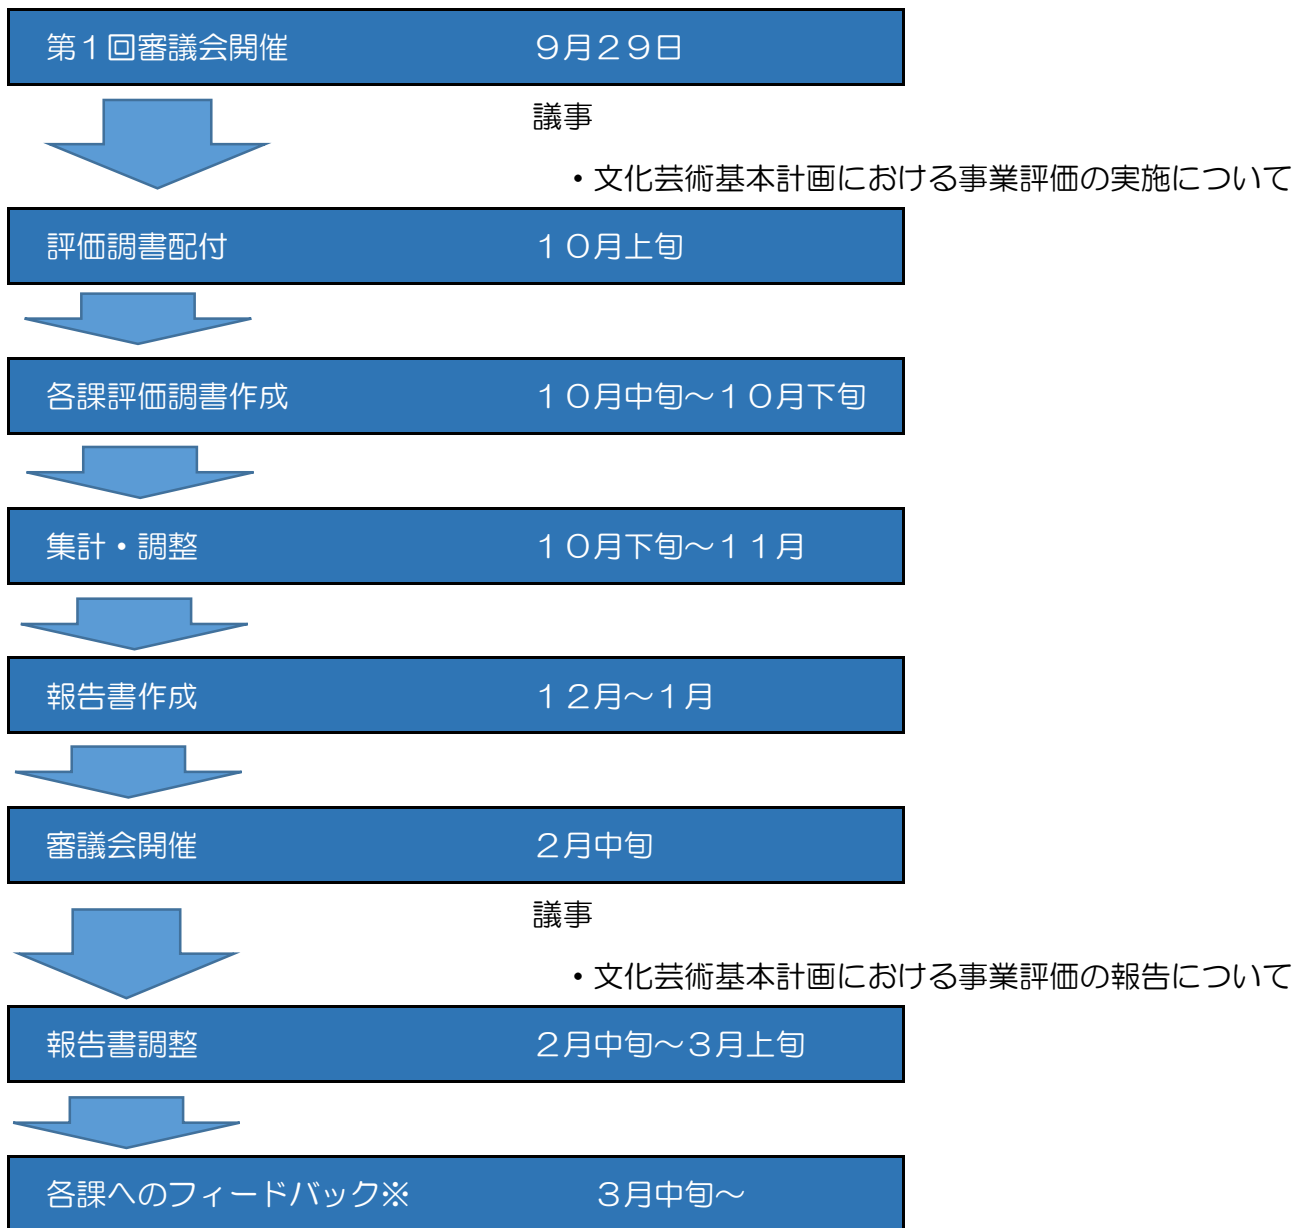 第１回審議会開催　９月２９日
議事
・文化芸術基本計画における事業評価の実施について
評価調書配付　１０月上旬
各課評価調書作成　１０月中旬～１０月下旬
集計・調整　１０月下旬～１１月
報告書作成　１２月～１月
審議会開催　２月中旬
議事
・文化芸術基本計画における事業評価の報告について
報告書調整　２月中旬～３月上旬
各課へのフィードバック※　３月中旬～